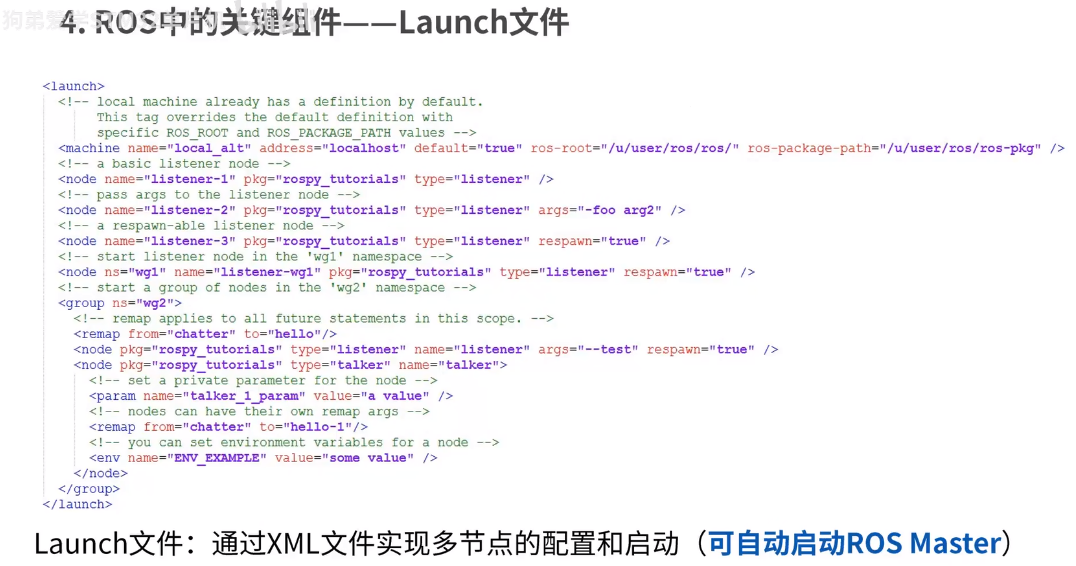 4. ROS中的关键组件——Launch文件
<launch>
<!-- local machine already has a definition by default.
This tag overrides the default definition with
specific ROS_ROOT and ROS_PACKAGE_PATH values -->
<machine name="local_alt" address="localhost" default="true" ros-root="/u/user/ros/ros/" ros-package-path="/u/user/ros/ros-pkg" />
<!-- a basic listener node -->
<node name="listener-1" pkg="rospy_tutorials" type="listener" />
<!-- pass args to the listener node -->
<node name="listener-2" pkg="rospy_tutorials" type="listener" args="-foo arg2" />
<!-- a respawn-able listener node -->
<node name="listener-3" pkg="rospy_tutorials" type="listener" respawn="true" />
<!-- start listener node in the 'wg1' namespace -->
<node ns="wg1" name="listener-wg1" pkg="rospy_tutorials" type="listener" respawn="true" />
<!-- start a group of nodes in the 'wg2' namespace -->
<group ns="wg2">
<!-- remap applies to all future statements in this scope. -->
<remap from="chatter" to="hello"/>
<node pkg="rospy_tutorials" type="listener" name="listener" args="--test" respawn="true" />
<node pkg="rospy_tutorials" type="talker" name="talker">
<!-- set a private parameter for the node -->
<param name="talker_1_param" value="a value" />
<!-- nodes can have their own remap args -->
<remap from="chatter" to="hello-1"/>
<!-- you can set environment variables for a node -->
<env name="ENV_EXAMPLE" value="some value" />
</node>
</group>
</launch>
Launch文件：通过XML文件实现多节点的配置和启动（可自动启动ROS Master）